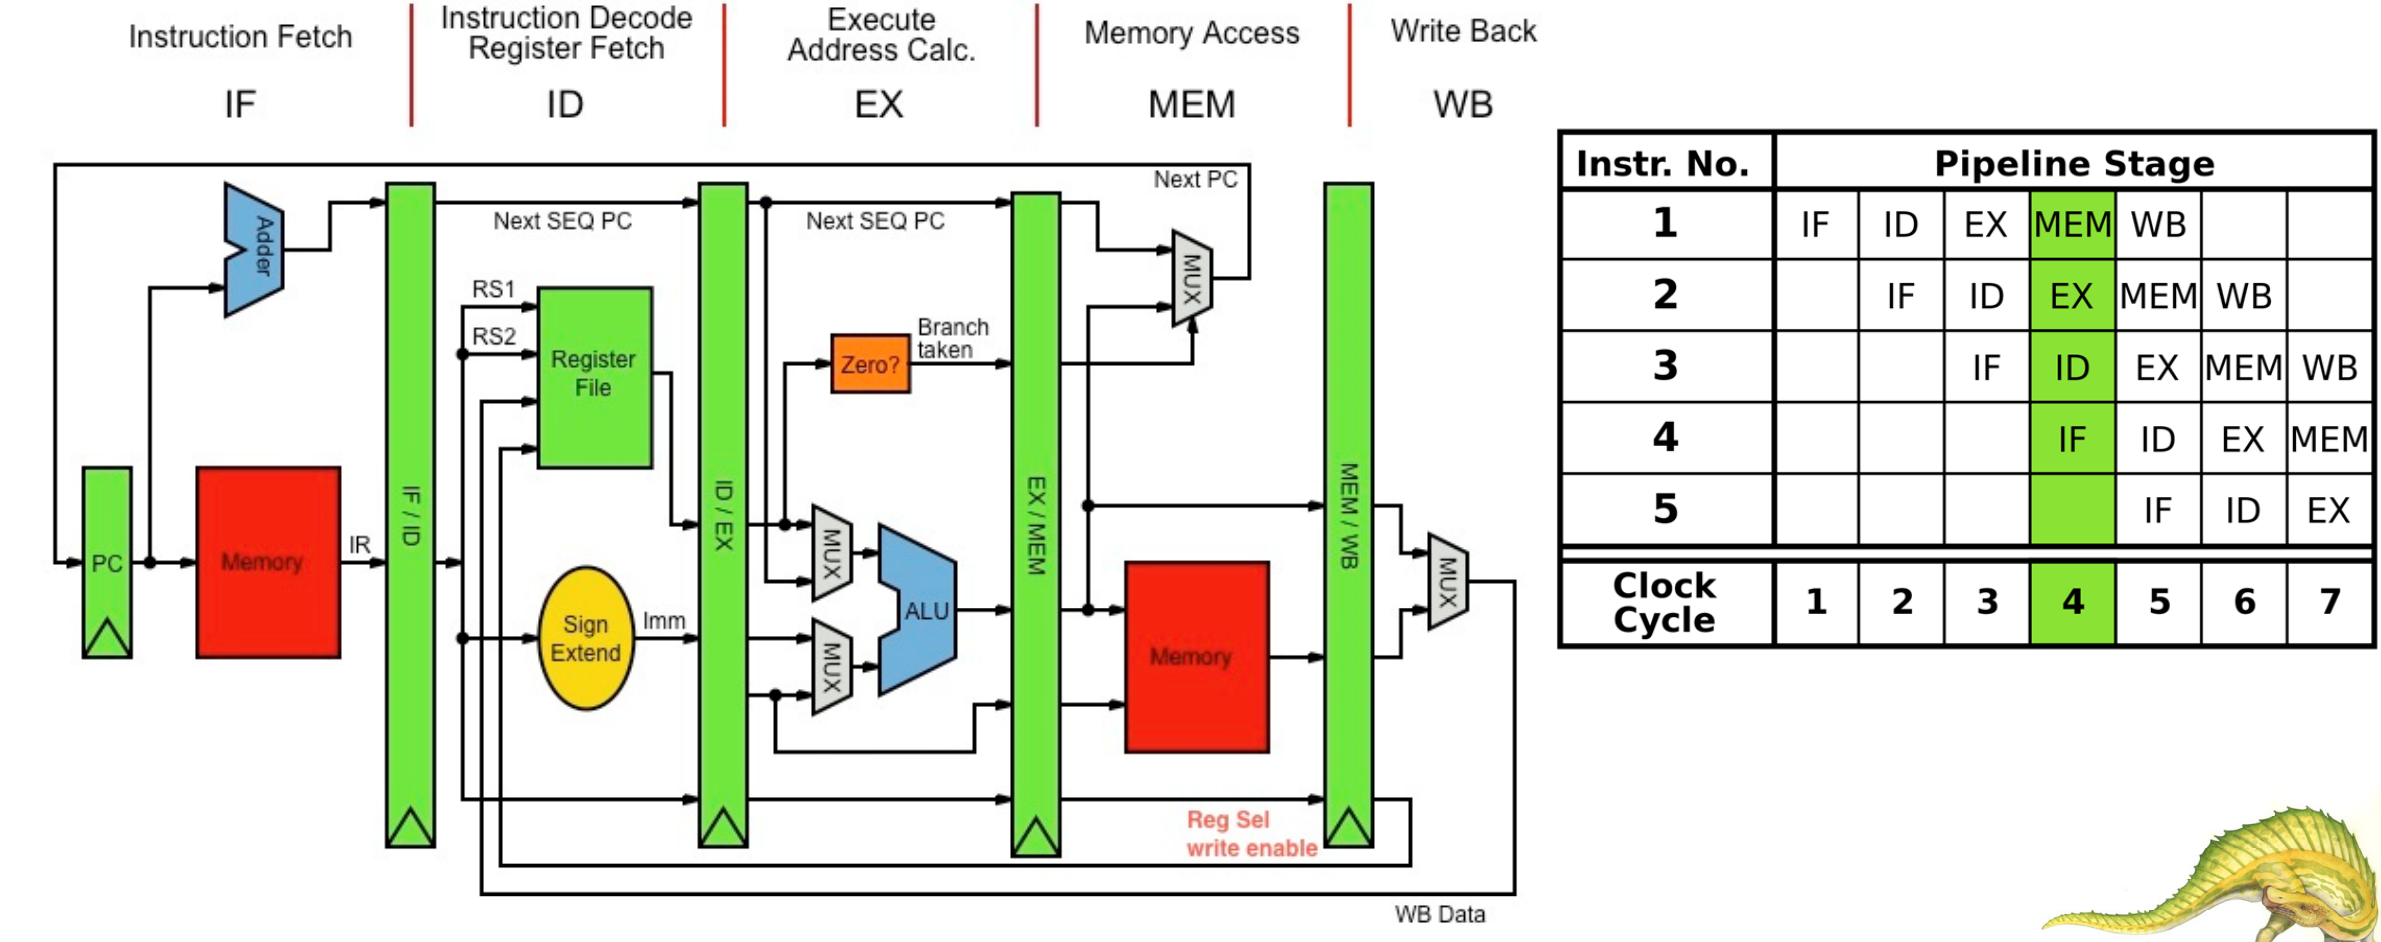 Instruction Fetch
IF
Instruction Decode
Register Fetch
ID
Execute
Address Calc.
EX
Memory Access
MEM
Write Back
WB
Next PC
Adder
Next SEQ PC
Next SEQ PC
MUX
RS1
RS2
Register
File
Zero?
Branch
taken
PC
Memory
IR
IF / ID
ID / EX
EX / MEM
MEM / WB
MUX
MUX
ALU
Sign
Extend
Imm
Memory
MUX
Reg Sel
write enable
WB Data
Instr. No. Pipeline Stage
1 IF ID EX MEM WB
2 IF ID EX MEM WB
3 IF ID EX MEM WB
4 IF ID EX MEM
5 IF ID EX
Clock
Cycle 1 2 3 4 5 6 7